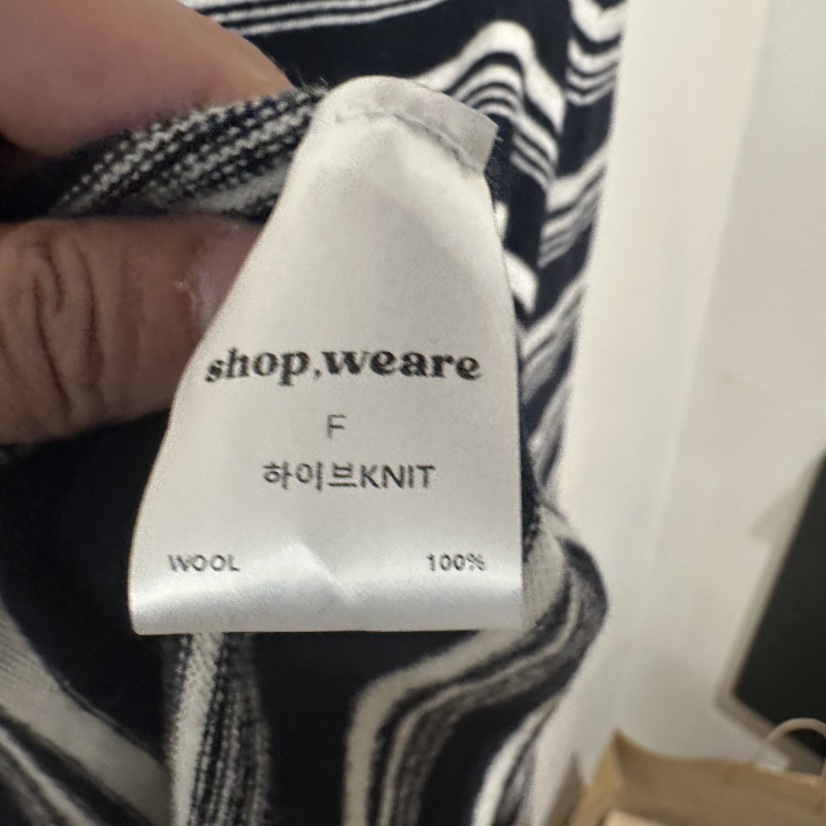 shop,weare
F
하이브KNIT
WOOL 100%